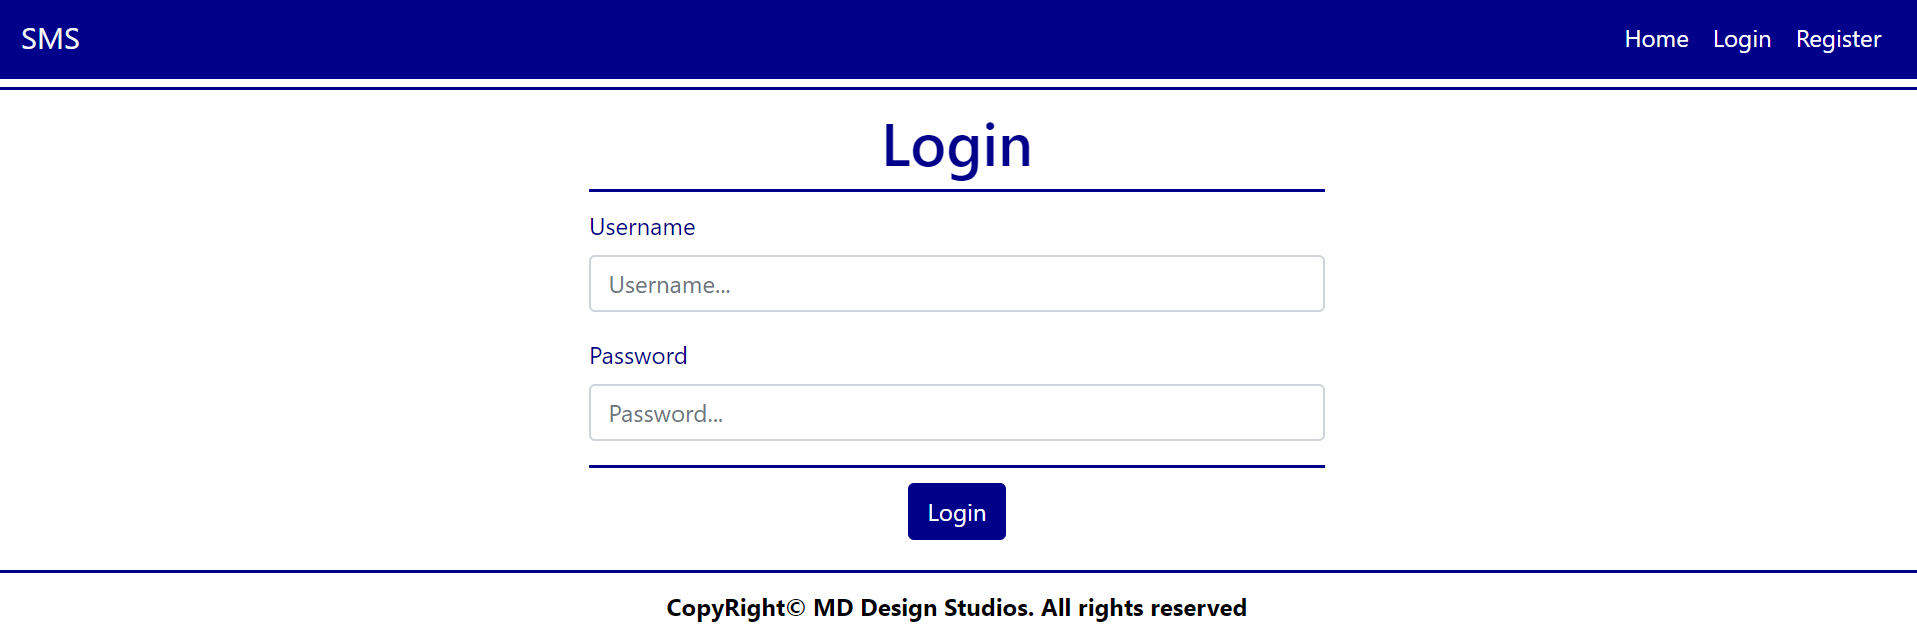 SMS
Home Login Register
Login
Username
Username...
Password
Password...
Login
CopyRight© MD Design Studios. All rights reserved